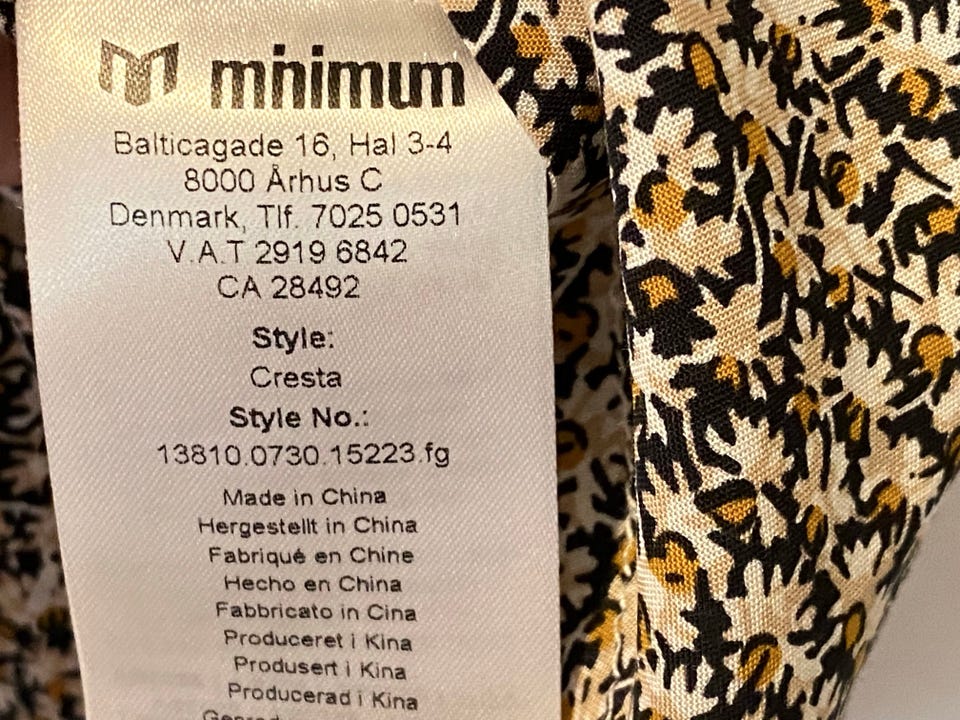 minimum
Balticagade 16, Hal 3-4
8000 Århus C
Denmark, Tlf. 7025 0531
V.A.T 2919 6842
CA 28492
Style:
Cresta
Style No.:
13810.0730.15223.fg
Made in China
Hergestellt in China
Fabriqué en Chine
Hecho en China
Fabbricato in Cina
Produceret i Kina
Produsert i Kina
Producerad i Kina